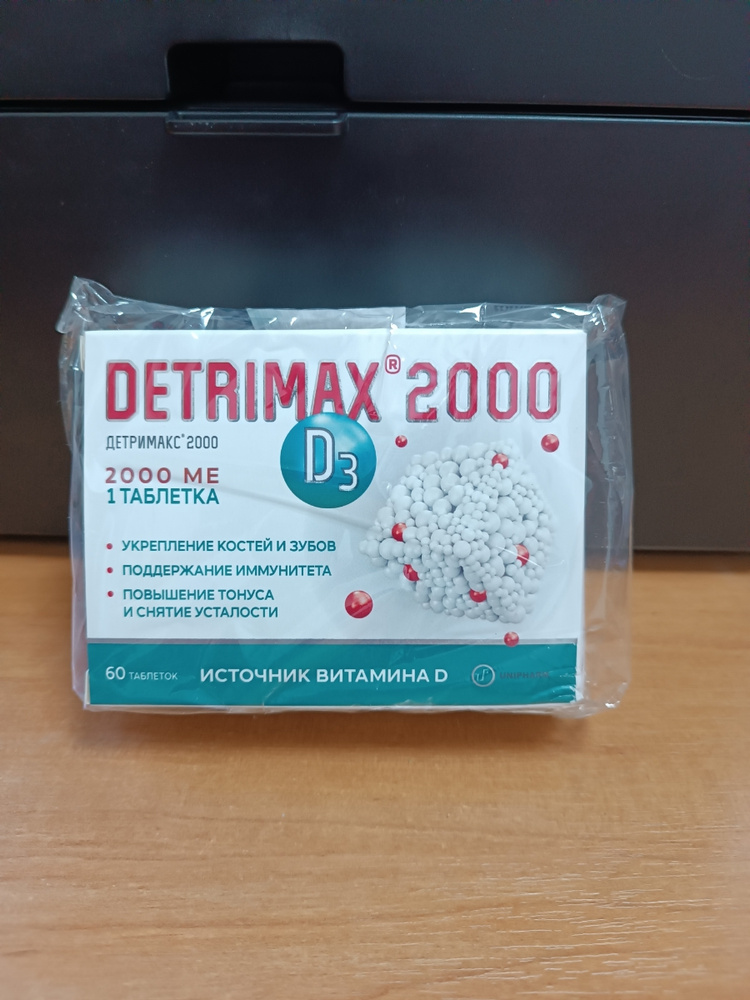 DETRIMAX® 2000
ДЕТРИМАКС® 2000
D3
2000 МЕ
1 ТАБЛЕТКА
• УКРЕПЛЕНИЕ КОСТЕЙ И ЗУБОВ
• ПОДДЕРЖАНИЕ ИММУНИТЕТА
• ПОВЫШЕНИЕ ТОНУСА
И СНЯТИЕ УСТАЛОСТИ
60 ТАБЛЕТОК
ИСТОЧНИК ВИТАМИНА D
UNIPHARM